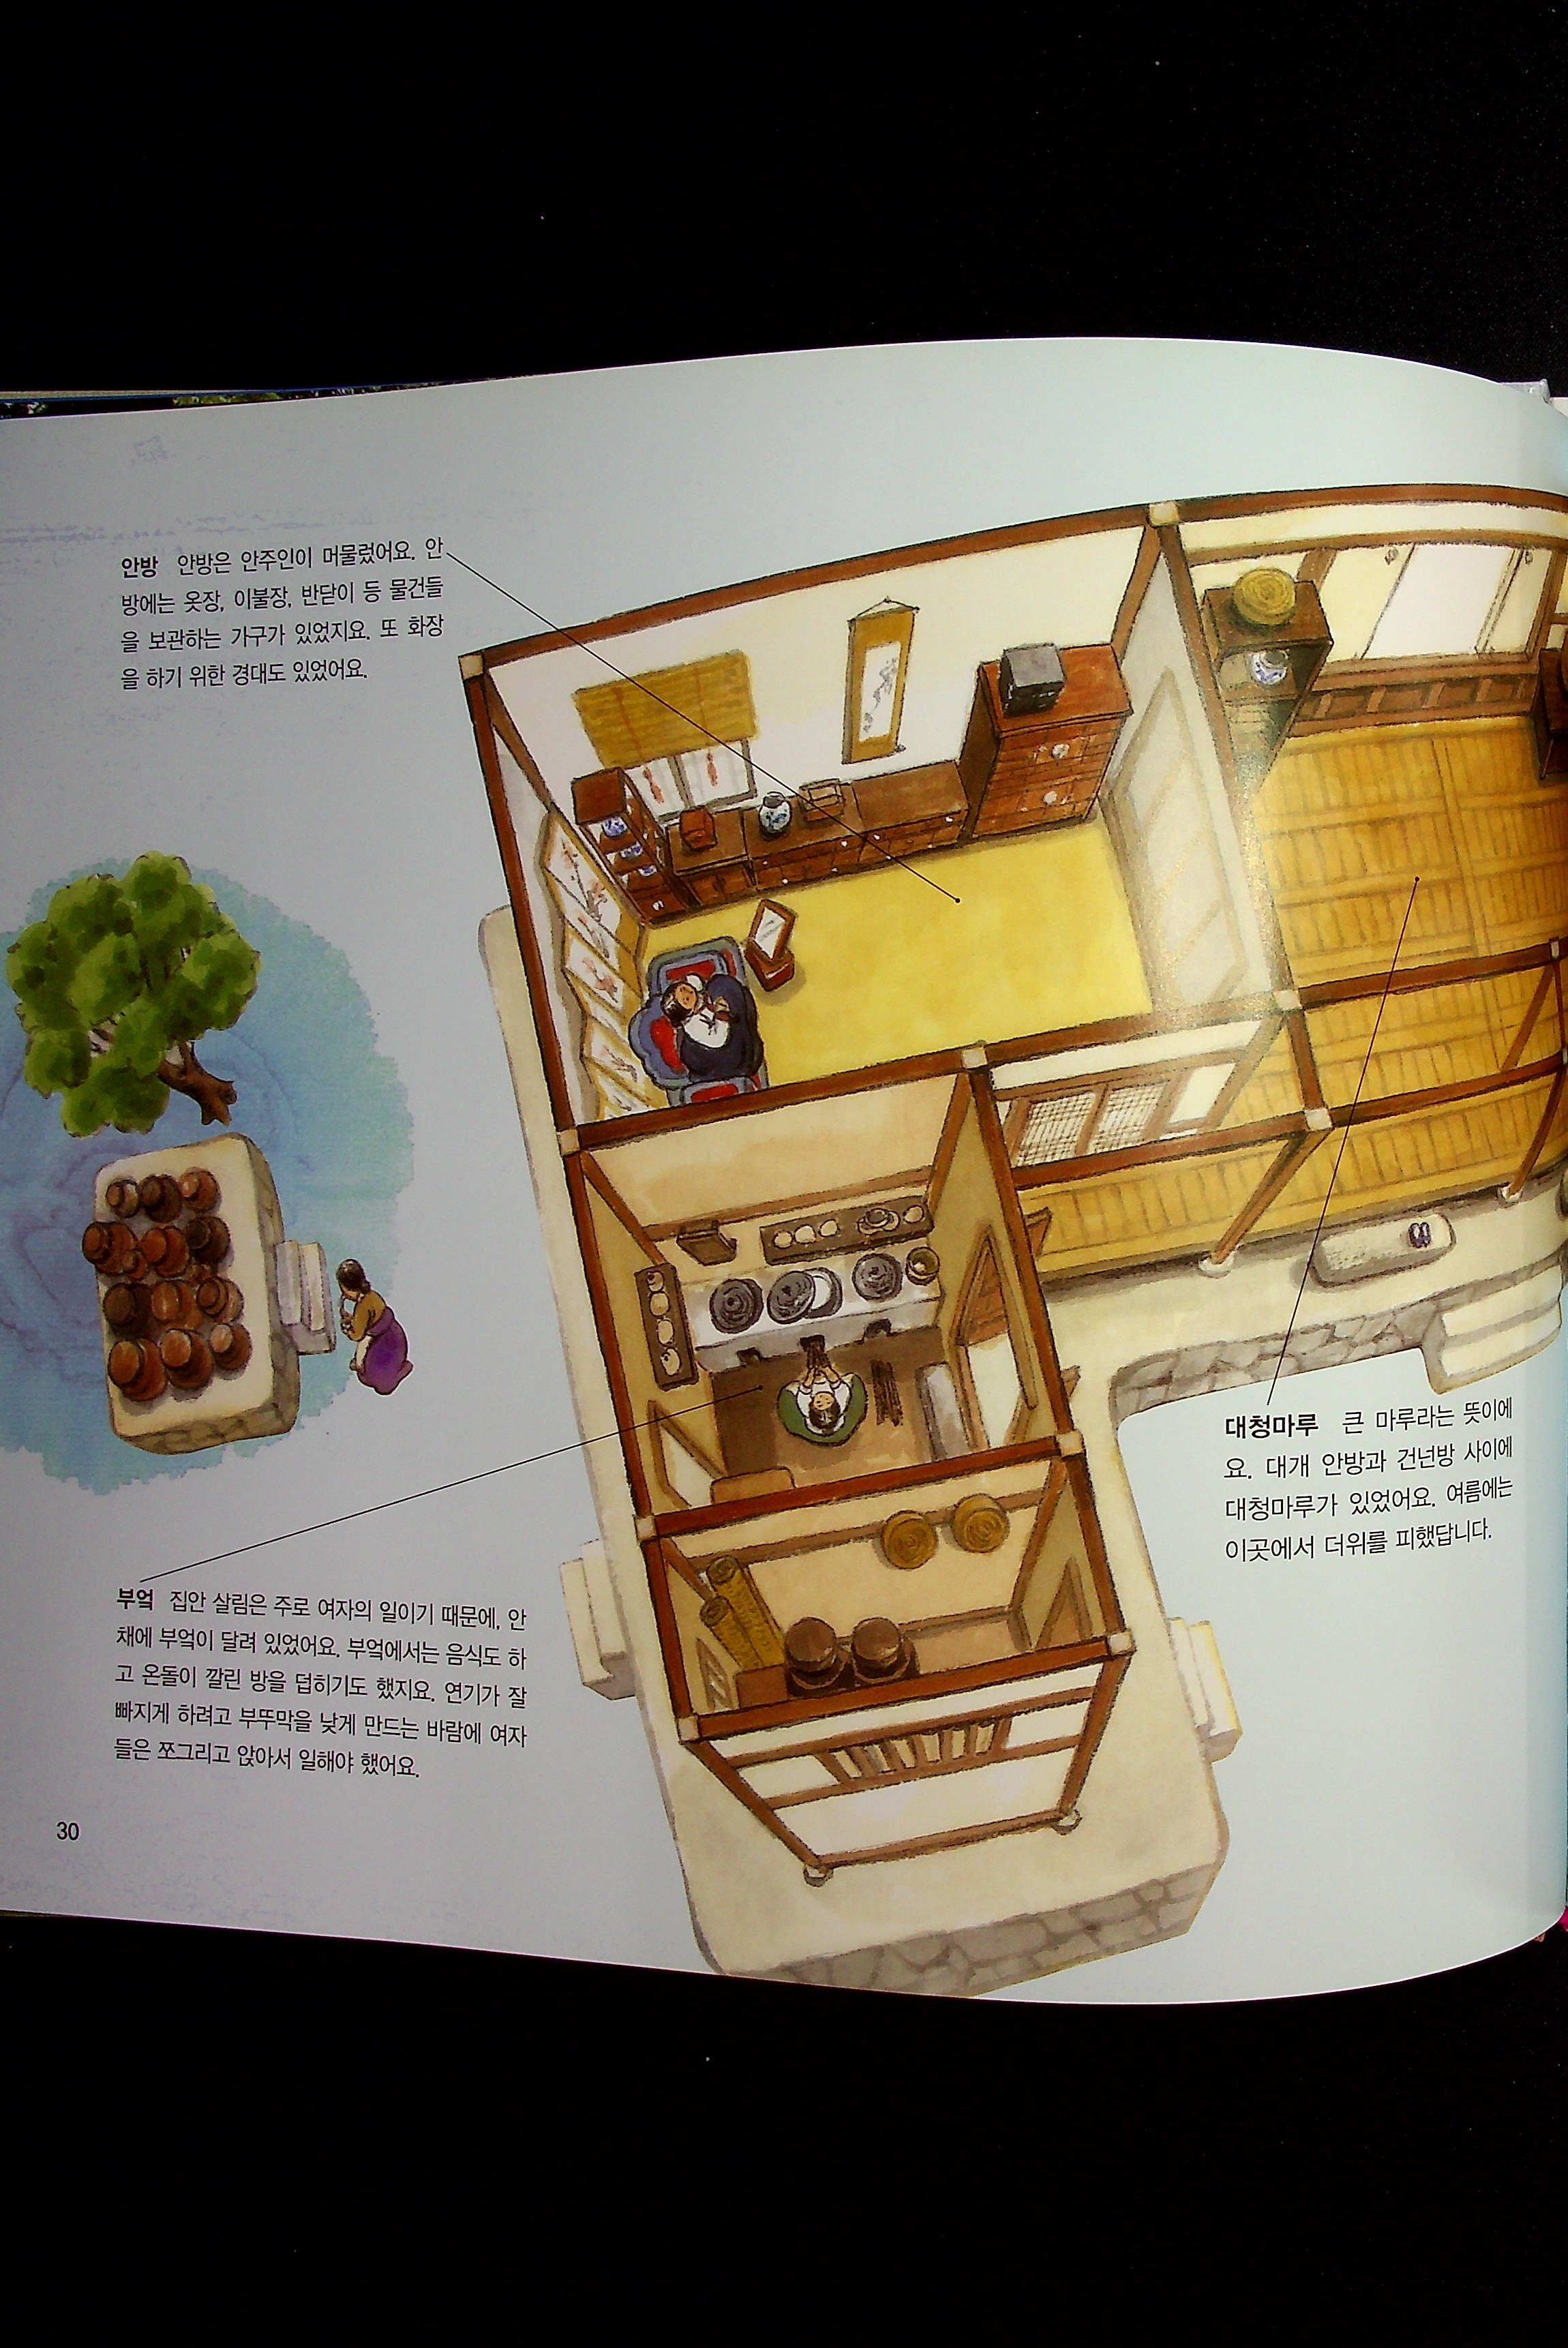 안방 안방은 안주인이 머물렀어요. 안
방에는 옷장, 이불장, 반닫이 등 물건들
을 보관하는 가구가 있었지요. 또 화장
을 하기 위한 경대도 있었어요.
대청마루 큰 마루라는 뜻이에
요. 대개 안방과 건넌방 사이에
대청마루가 있었어요. 여름에는
이곳에서 더위를 피했답니다.
부엌 집안 살림은 주로 여자의 일이기 때문에, 안
채에 부엌이 달려 있었어요. 부엌에서는 음식도 하
고 온돌이 깔린 방을 덥히기도 했지요. 연기가 잘
빠지게 하려고 부뚜막을 낮게 만드는 바람에 여자
들은 쪼그리고 앉아서 일해야 했어요.
30